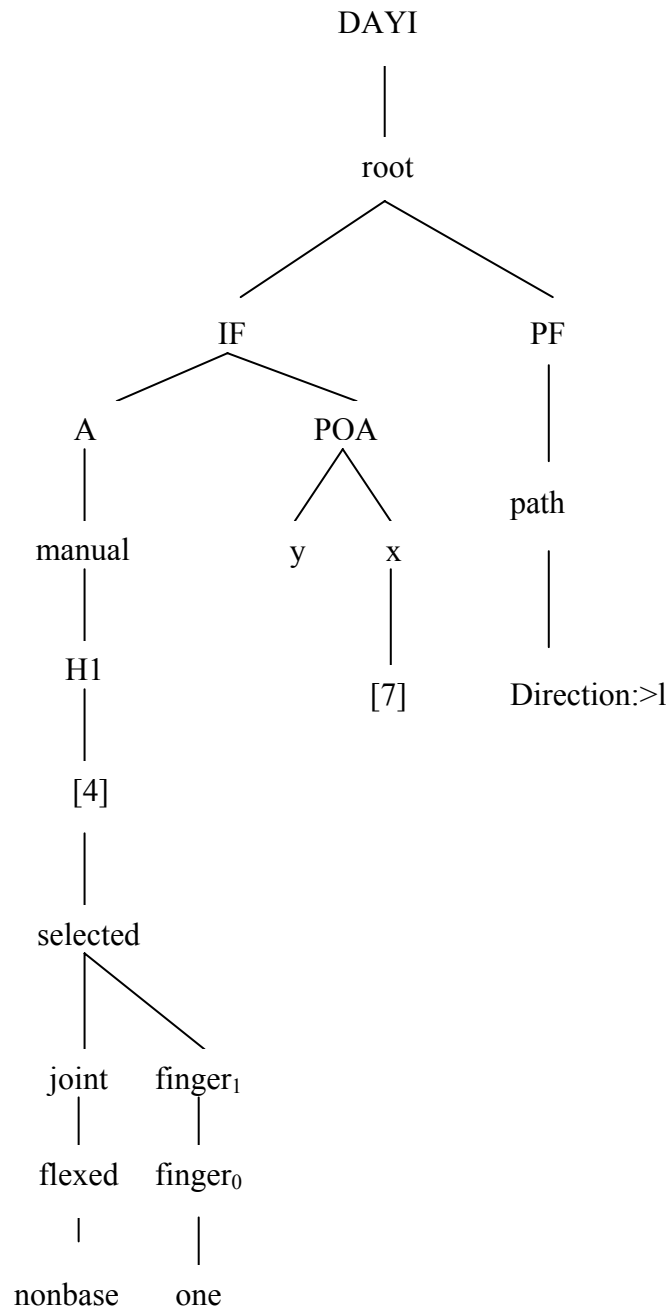 DAYI
root
IF PF
A POA
path
manual y x
H1
[7] Direction:>l
[4]
selected
joint finger₁
flexed finger₀
nonbase one